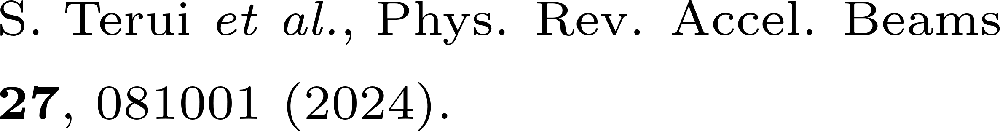 S. Terui et al., Phys. Rev. Accel. Beams
27, 081001 (2024).